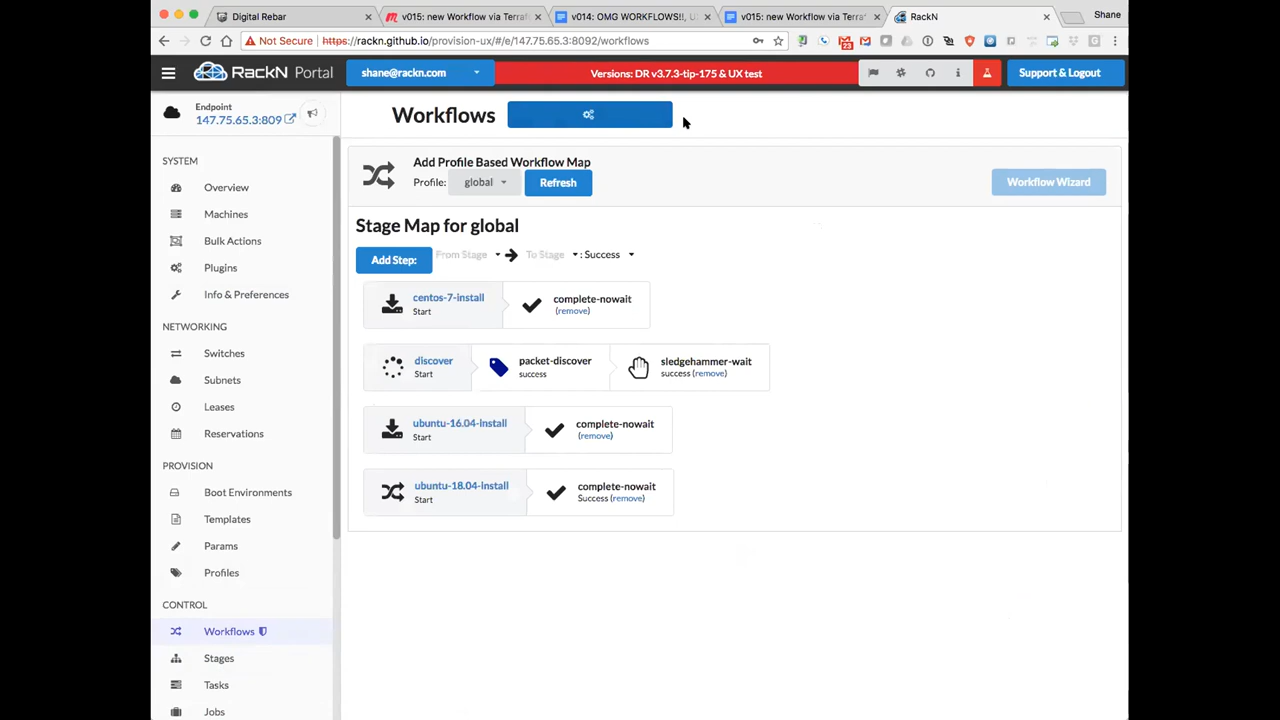 Digital Rebar
v015: new Workflow via Terraf
v014: OMG WORKFLOWS!!, U
v015: new Workflow via Terraf
RackN
Shane
Not Secure
https://rackn.github.io/provision-ux/#/e/147.75.65.3:8092/workflows
23
RackN Portal
shane@rackn.com
Versions: DR v3.7.3-tip-175 & UX test
Support & Logout
Endpoint
147.75.65.3:809
Workflows
SYSTEM
Overview
Machines
Bulk Actions
Plugins
Info & Preferences
NETWORKING
Switches
Subnets
Leases
Reservations
PROVISION
Boot Environments
Templates
Params
Profiles
CONTROL
Workflows
Stages
Tasks
Jobs
Add Profile Based Workflow Map
Profile: global Refresh
Workflow Wizard
Stage Map for global
Add Step: From Stage To Stage : Success
centos-7-install
Start
complete-nowait
(remove)
discover
Start
packet-discover
success
sledgehammer-wait
success (remove)
ubuntu-16.04-install
Start
complete-nowait
(remove)
ubuntu-18.04-install
Start
complete-nowait
Success (remove)